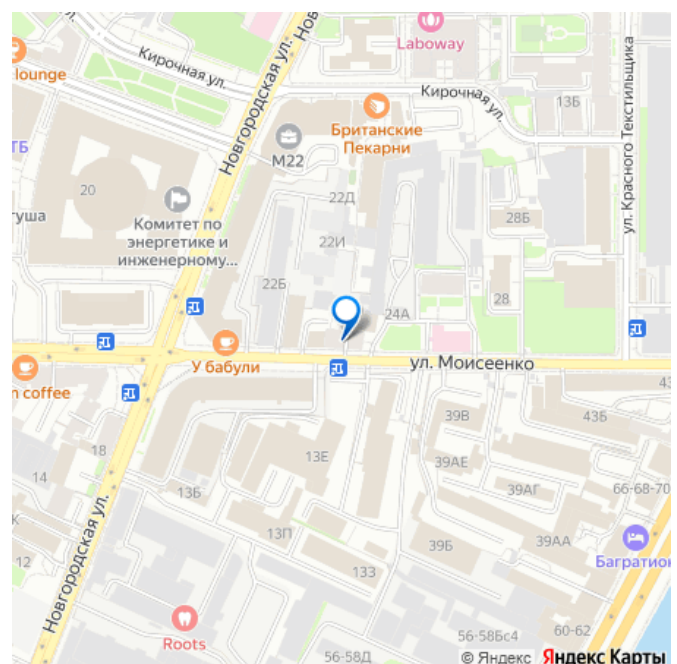 Нов
Новгородская ул.
Кирочная ул.
lounge
Laboway
Кирочная ул.
13Б
ул. Красного Текстильщика
Британские
Пекарни
М22
ТБ
20
22Д
туша
Комитет по
энергетике и
инженерному...
22И
28Б
22Б
28
24А
У бабули
ул. Моисеенко
n coffee
43
39В
43Б
18
13Е
39АЕ
14
13Б
39АГ
66-68-70
К
13П
39Б
39АА
12
133
Багратион
Новгородская ул.
Roots
60-62
56-58Бс4
56-58Д
© Яндекс Яндекс Карты